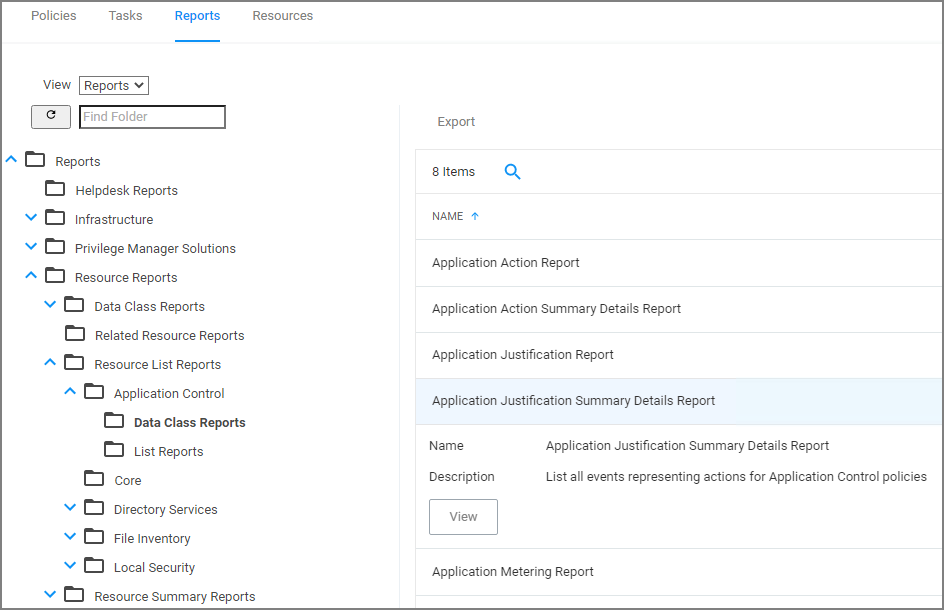 Policies Tasks Reports Resources
View Reports
Find Folder
Reports
Helpdesk Reports
Infrastructure
Privilege Manager Solutions
Resource Reports
Data Class Reports
Related Resource Reports
Resource List Reports
Application Control
Data Class Reports
List Reports
Core
Directory Services
File Inventory
Local Security
Resource Summary Reports
Export
8 Items
NAME
Application Action Report
Application Action Summary Details Report
Application Justification Report
Application Justification Summary Details Report
Name Application Justification Summary Details Report
Description List all events representing actions for Application Control policies
View
Application Metering Report